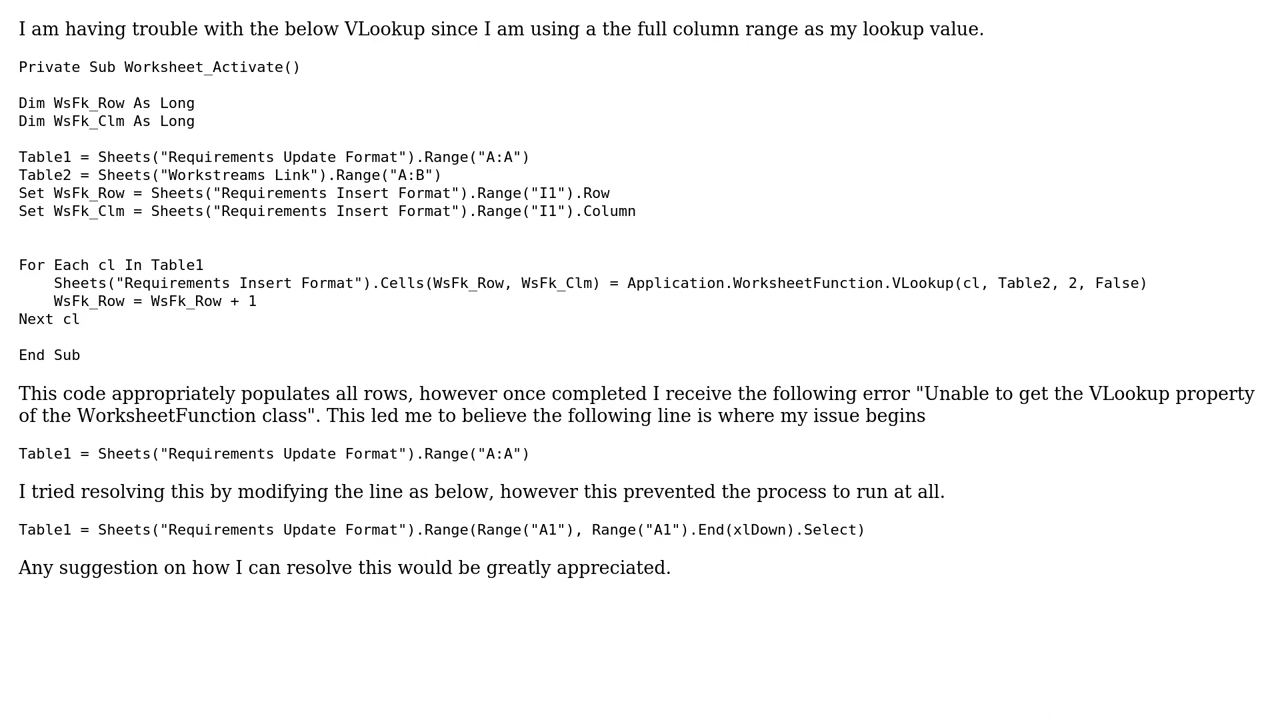 I am having trouble with the below VLookup since I am using a the full column range as my lookup value.
Private Sub Worksheet_Activate()
Dim WsFk_Row As Long
Dim WsFk_Clm As Long
Table1 = Sheets("Requirements Update Format").Range("A:A")
Table2 = Sheets("Workstreams Link").Range("A:B")
Set WsFk_Row = Sheets("Requirements Insert Format").Range("I1").Row
Set WsFk_Clm = Sheets("Requirements Insert Format").Range("I1").Column
For Each cl In Table1
    Sheets("Requirements Insert Format").Cells(WsFk_Row, WsFk_Clm) = Application.WorksheetFunction.VLookup(cl, Table2, 2, False)
    WsFk_Row = WsFk_Row + 1
Next cl
End Sub
This code appropriately populates all rows, however once completed I receive the following error "Unable to get the VLookup property
of the WorksheetFunction class". This led me to believe the following line is where my issue begins
Table1 = Sheets("Requirements Update Format").Range("A:A")
I tried resolving this by modifying the line as below, however this prevented the process to run at all.
Table1 = Sheets("Requirements Update Format").Range(Range("A1"), Range("A1").End(xlDown).Select)
Any suggestion on how I can resolve this would be greatly appreciated.